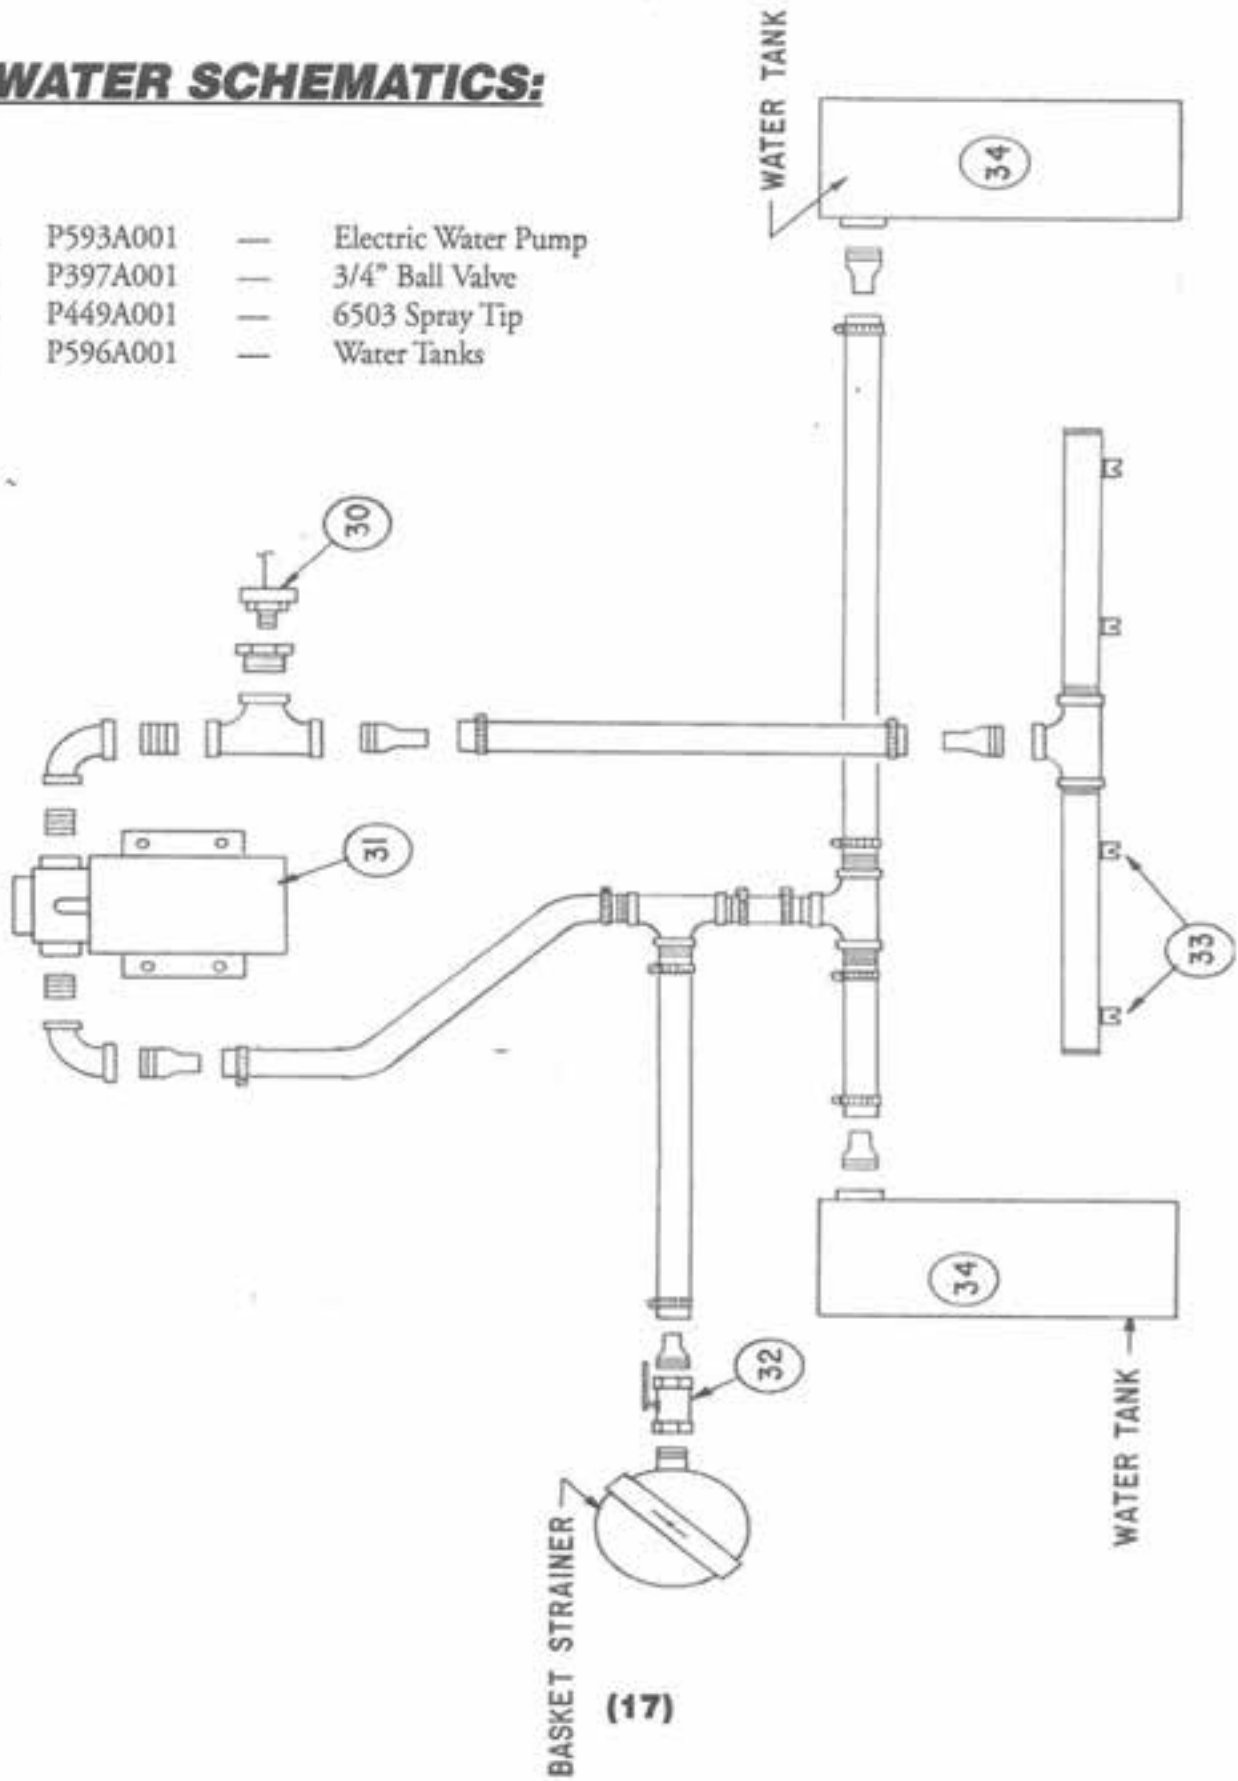 WATER SCHEMATICS:
P593A001 — Electric Water Pump
P397A001 — 3/4" Ball Valve
P449A001 — 6503 Spray Tip
P596A001 — Water Tanks
WATER TANK
34
30
31
33
32
34
WATER TANK
BASKET STRAINER
(17)